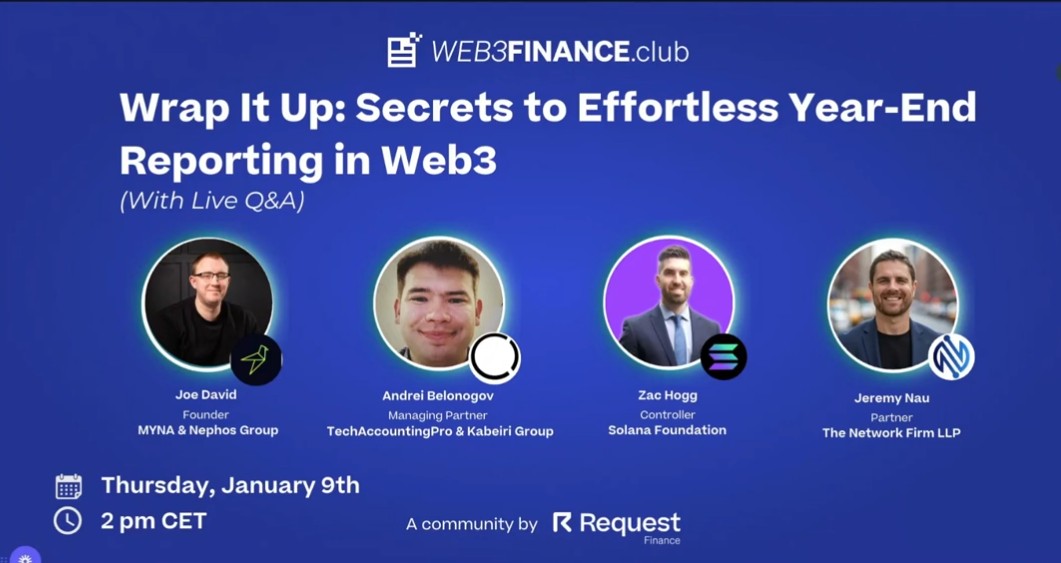 WEB3FINANCE.club
Wrap It Up: Secrets to Effortless Year-End
Reporting in Web3
(With Live Q&A)
Joe David
Founder
MYNA & Nephos Group
Andrei Belonogov
Managing Partner
TechAccountingPro & Kabeiri Group
Zac Hogg
Controller
Solana Foundation
Jeremy Nau
Partner
The Network Firm LLP
Thursday, January 9th
2 pm CET
A community by Request
Finance